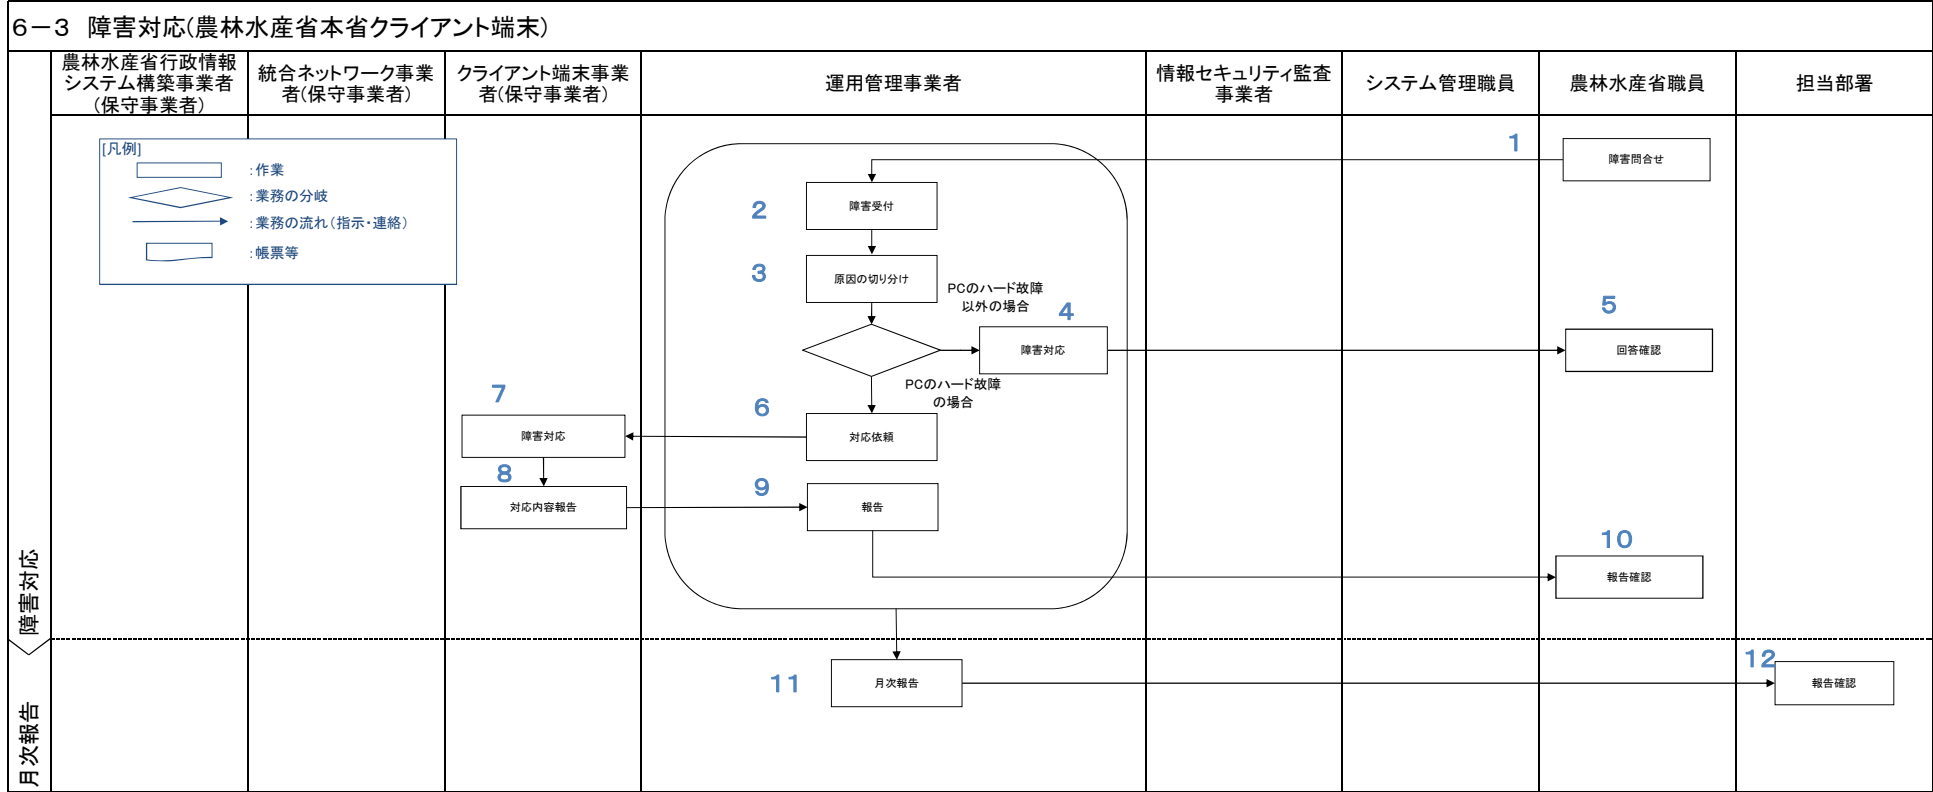 6－3　障害対応(農林水産省本省クライアント端末)
農林水産省行政情報
システム構築事業者
(保守事業者)
統合ネットワーク事業
者(保守事業者)
クライアント端末事業
者(保守事業者)
運用管理事業者
情報セキュリティ監査
事業者
システム管理職員
農林水産省職員
担当部署
[凡例]
:作業
:業務の分岐
:業務の流れ(指示・連絡)
:帳票等
1
障害問合せ
2
障害受付
3
原因の切り分け
PCのハード故障
以外の場合
4
障害対応
5
回答確認
PCのハード故障
の場合
6
対応依頼
7
障害対応
8
対応内容報告
9
報告
10
報告確認
障害対応
11
月次報告
12
報告確認
月次報告